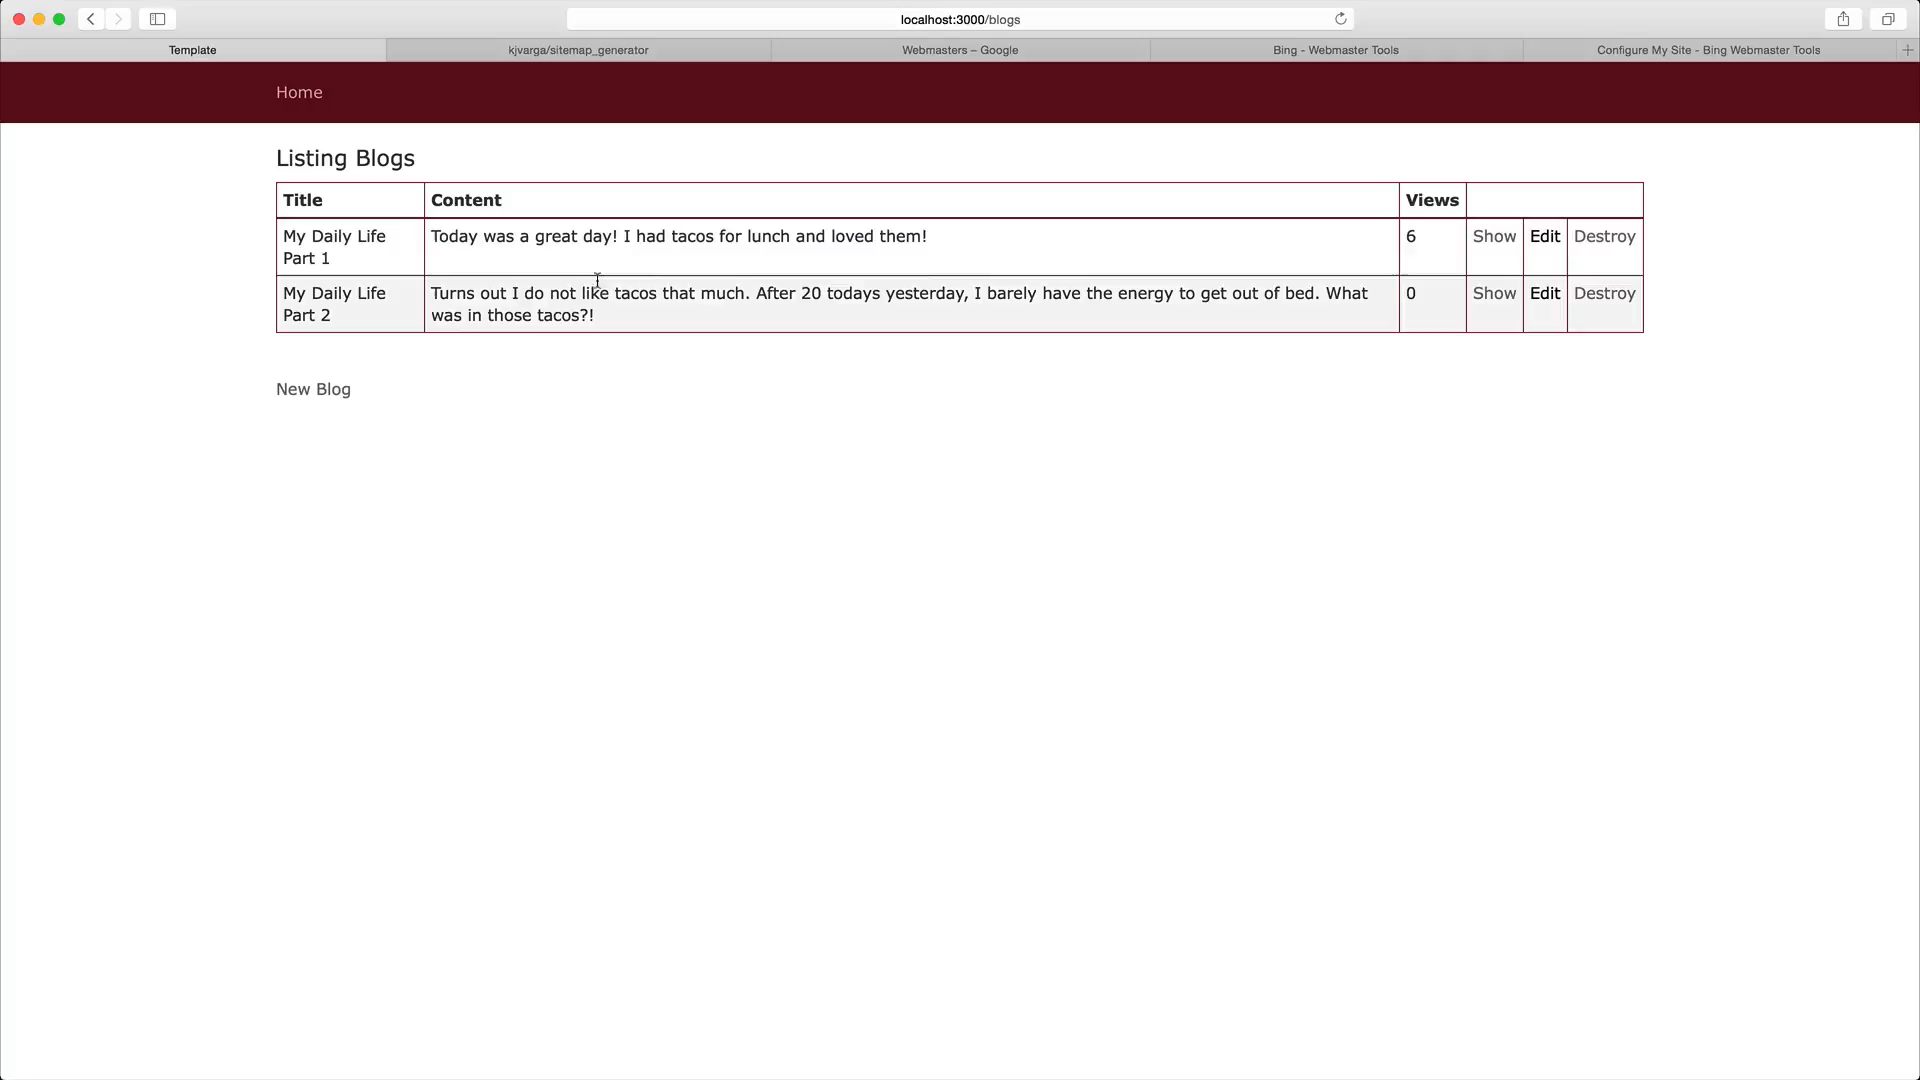 localhost:3000/blogs
Template
kjvarga/sitemap_generator
Webmasters – Google
Bing - Webmaster Tools
Configure My Site - Bing Webmaster Tools
Home
Listing Blogs
Title Content Views
My Daily Life Today was a great day! I had tacos for lunch and loved them! 6 Show Edit Destroy
Part 1
My Daily Life Turns out I do not like tacos that much. After 20 todays yesterday, I barely have the energy to get out of bed. What 0 Show Edit Destroy
Part 2 was in those tacos?!
New Blog